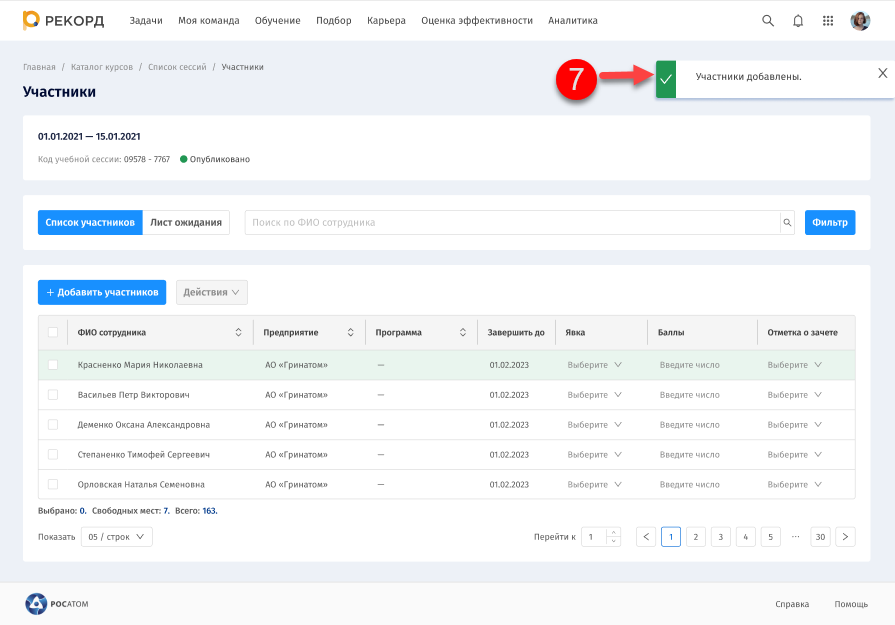 РЕКОРД Задачи Моя команда Обучение Подбор Карьера Оценка эффективности Аналитика
Главная / Каталог курсов / Список сессий / Участники
Участники
7
Участники добавлены.
01.01.2021 — 15.01.2021
Код учебной сессии: 09578 - 7767 Опубликовано
Список участников Лист ожидания Поиск по ФИО сотрудника Фильтр
+ Добавить участников Действия
ФИО сотрудника Предприятие Программа Завершить до Явка Баллы Отметка о зачете
Красненко Мария Николаевна АО «Гринатом» — 01.02.2023 Выберите Введите число Выберите
Васильев Петр Викторович АО «Гринатом» — 01.02.2023 Выберите Введите число Выберите
Деменко Оксана Александровна АО «Гринатом» — 01.02.2023 Выберите Введите число Выберите
Степаненко Тимофей Сергеевич АО «Гринатом» — 01.02.2023 Выберите Введите число Выберите
Орловская Наталья Семеновна АО «Гринатом» — 01.02.2023 Выберите Введите число Выберите
Выбрано: 0. Свободных мест: 7. Всего: 163.
Показать 05 / строк Перейти к 1 < 1 2 3 4 5 ··· 30 >
РОСАТОМ Справка Помощь